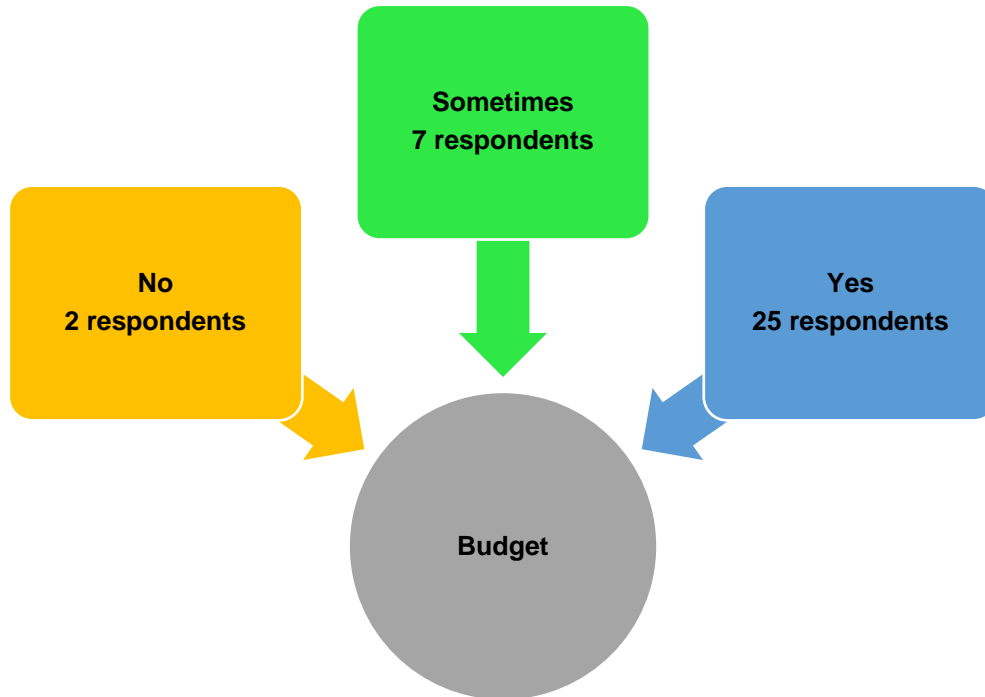 Sometimes
7 respondents
No
2 respondents
Yes
25 respondents
Budget